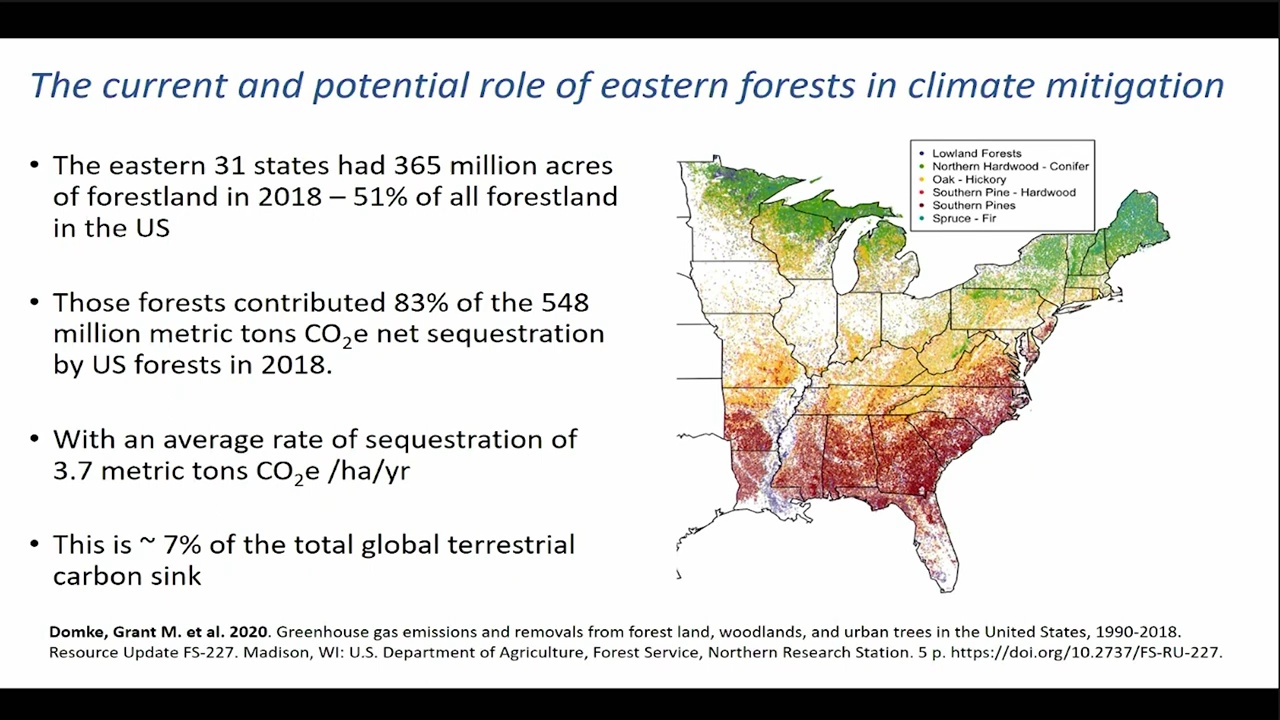 The current and potential role of eastern forests in climate mitigation
• The eastern 31 states had 365 million acres
of forestland in 2018 – 51% of all forestland
in the US
• Those forests contributed 83% of the 548
million metric tons CO₂e net sequestration
by US forests in 2018.
• With an average rate of sequestration of
3.7 metric tons CO₂e /ha/yr
• This is ~ 7% of the total global terrestrial
carbon sink
Lowland Forests
Northern Hardwood - Conifer
Oak - Hickory
Southern Pine - Hardwood
Southern Pines
Spruce - Fir
Domke, Grant M. et al. 2020. Greenhouse gas emissions and removals from forest land, woodlands, and urban trees in the United States, 1990-2018.
Resource Update FS-227. Madison, WI: U.S. Department of Agriculture, Forest Service, Northern Research Station. 5 p. https://doi.org/10.2737/FS-RU-227.